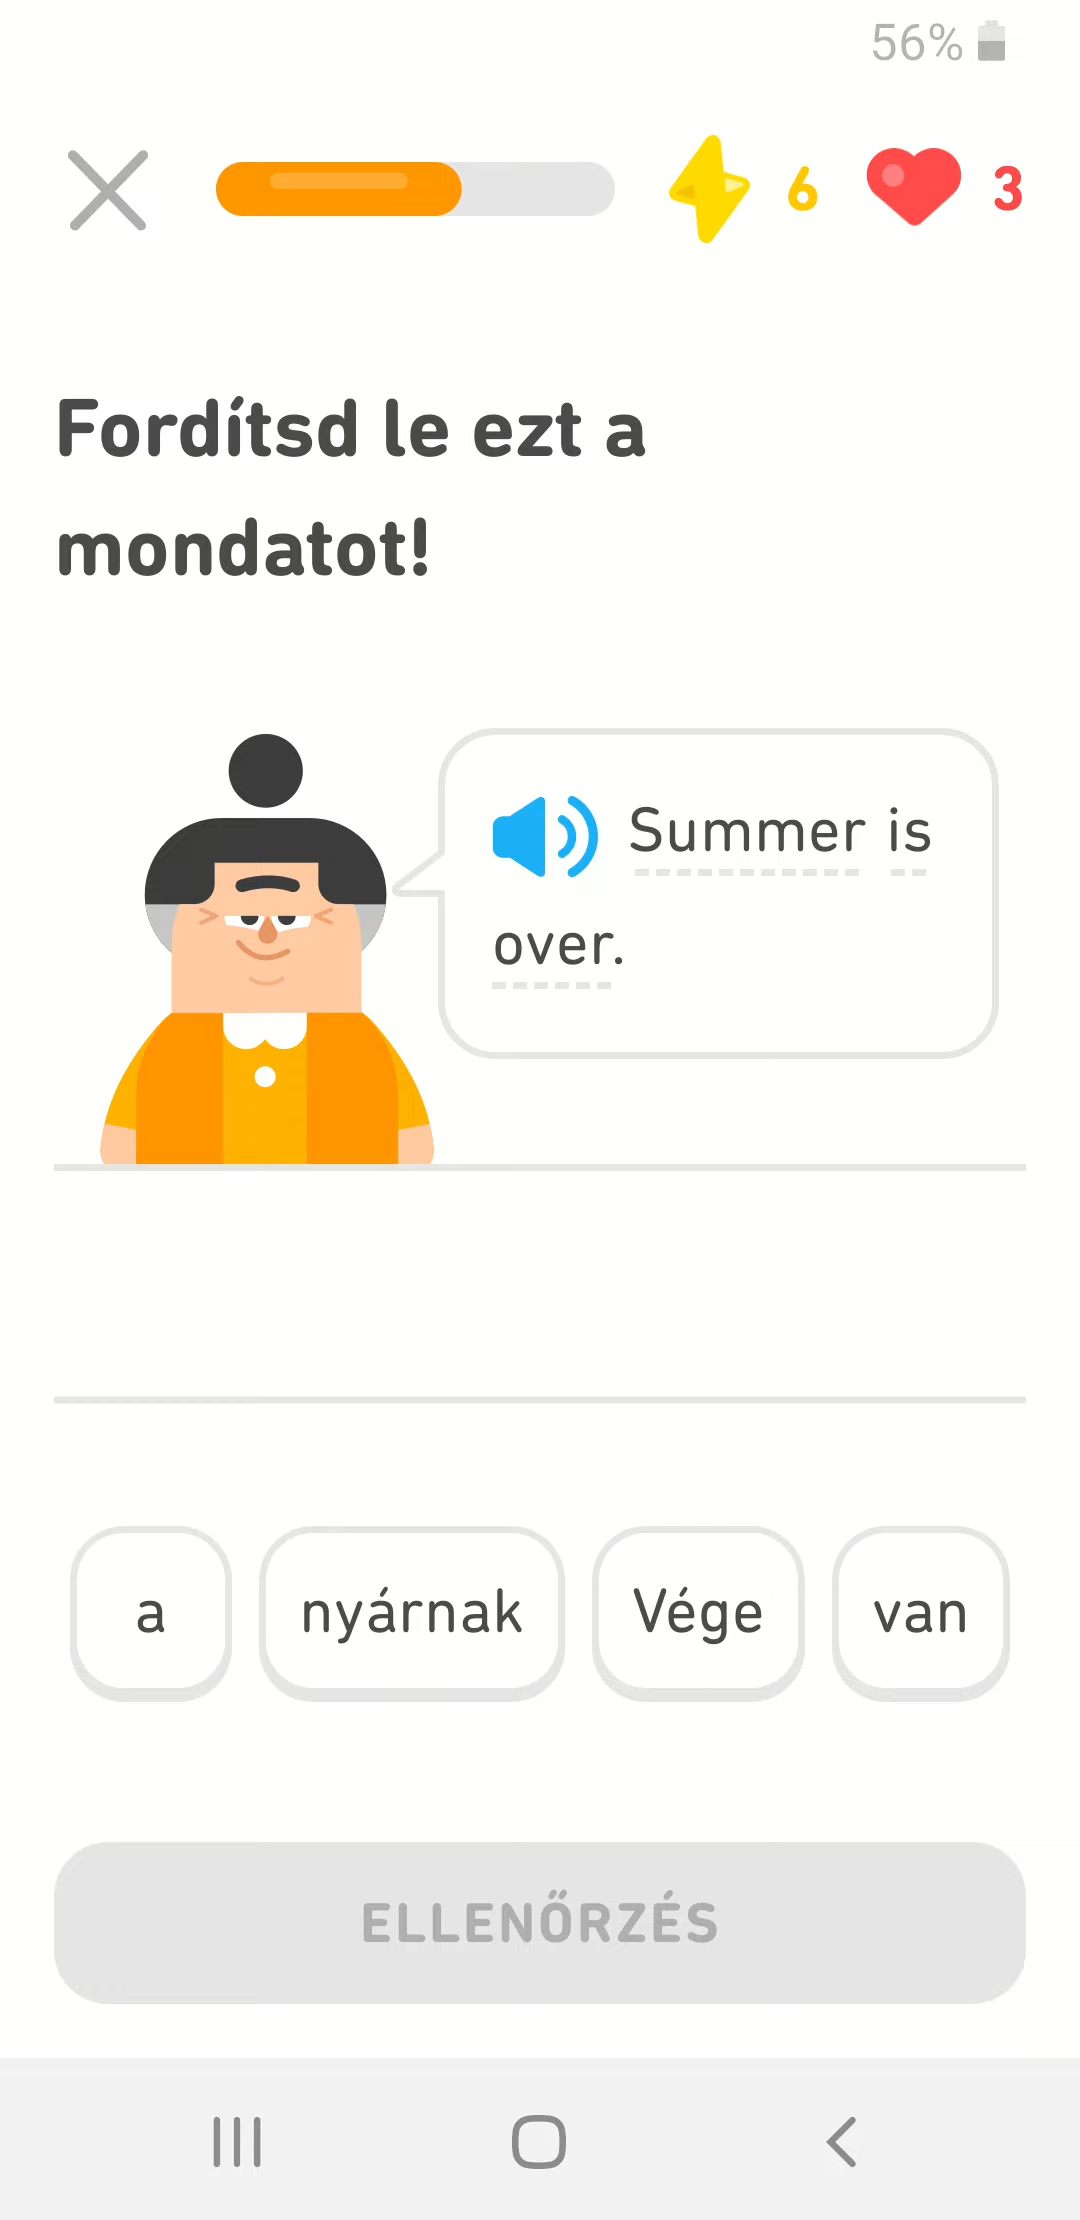 56%
6
3
Fordítsd le ezt a
mondatot!
Summer is
over.
a nyárnak Vége van
ELLENŐRZÉS